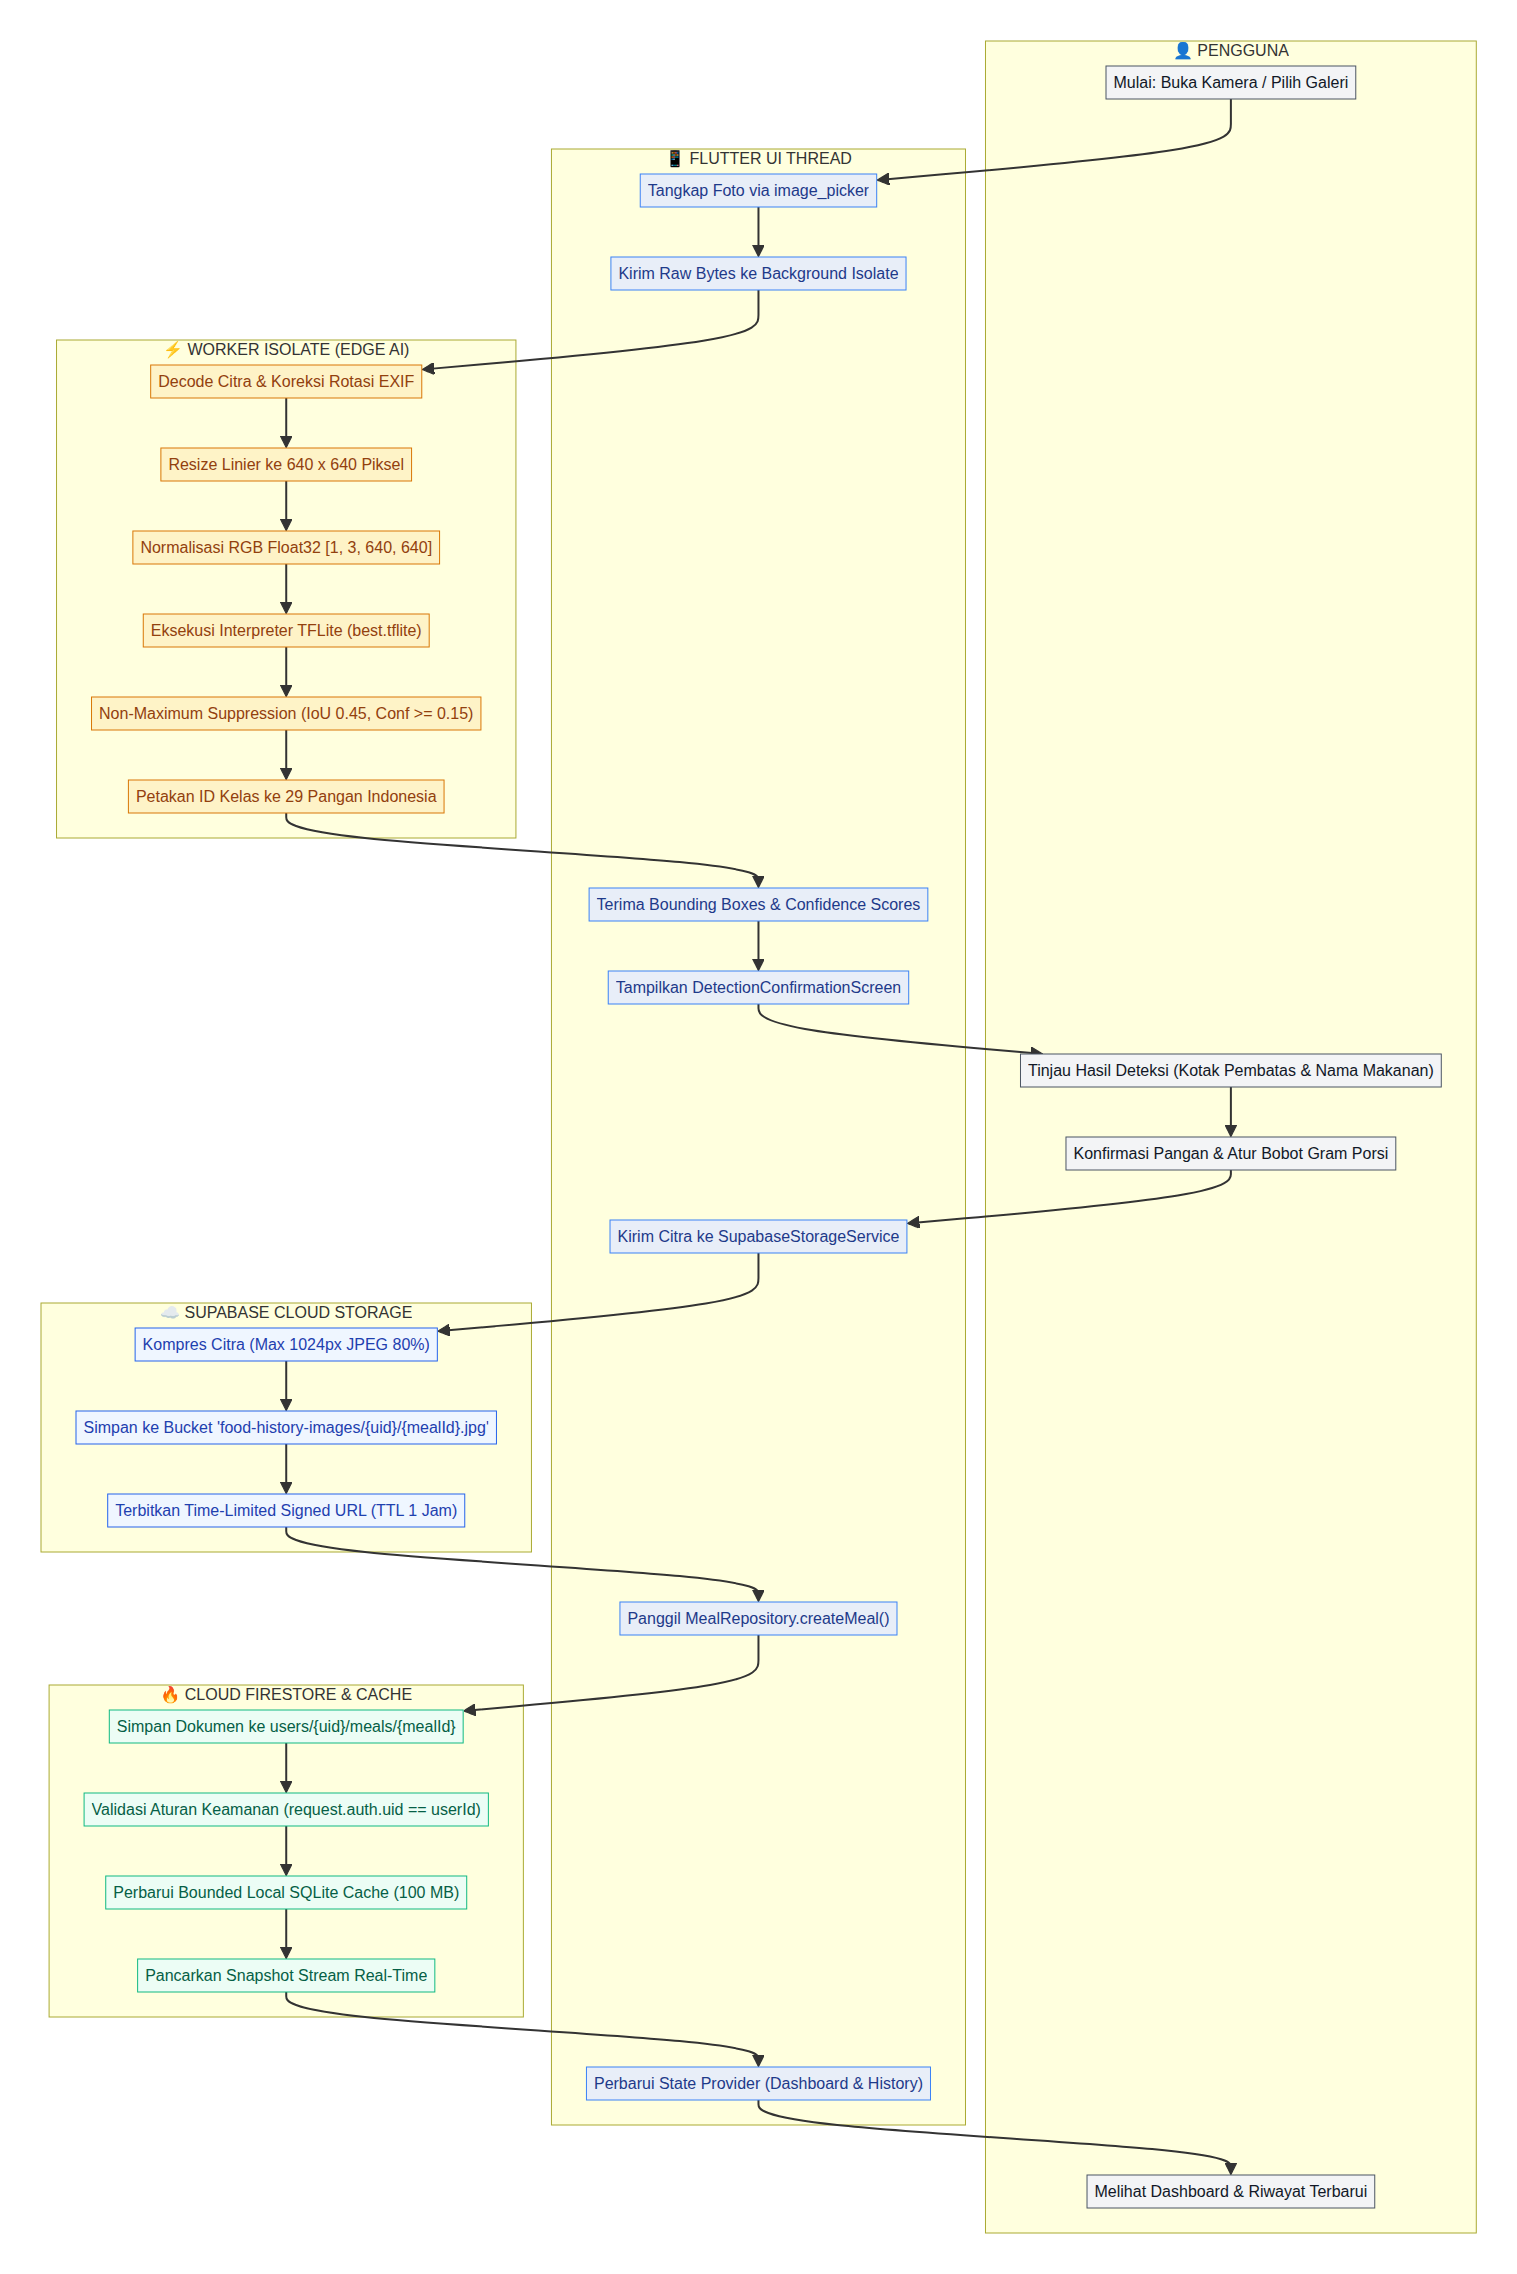 👤 PENGGUNA
Mulai: Buka Kamera / Pilih Galeri
📱 FLUTTER UI THREAD
Tangkap Foto via image_picker
Kirim Raw Bytes ke Background Isolate
⚡ WORKER ISOLATE (EDGE AI)
Decode Citra & Koreksi Rotasi EXIF
Resize Linier ke 640 x 640 Piksel
Normalisasi RGB Float32 [1, 3, 640, 640]
Eksekusi Interpreter TFLite (best.tflite)
Non-Maximum Suppression (IoU 0.45, Conf >= 0.15)
Petakan ID Kelas ke 29 Pangan Indonesia
Terima Bounding Boxes & Confidence Scores
Tampilkan DetectionConfirmationScreen
Tinjau Hasil Deteksi (Kotak Pembatas & Nama Makanan)
Konfirmasi Pangan & Atur Bobot Gram Porsi
Kirim Citra ke SupabaseStorageService
☁️ SUPABASE CLOUD STORAGE
Kompres Citra (Max 1024px JPEG 80%)
Simpan ke Bucket 'food-history-images/{uid}/{mealId}.jpg'
Terbitkan Time-Limited Signed URL (TTL 1 Jam)
Panggil MealRepository.createMeal()
🔥 CLOUD FIRESTORE & CACHE
Simpan Dokumen ke users/{uid}/meals/{mealId}
Validasi Aturan Keamanan (request.auth.uid == userId)
Perbarui Bounded Local SQLite Cache (100 MB)
Pancarkan Snapshot Stream Real-Time
Perbarui State Provider (Dashboard & History)
Melihat Dashboard & Riwayat Terbarui